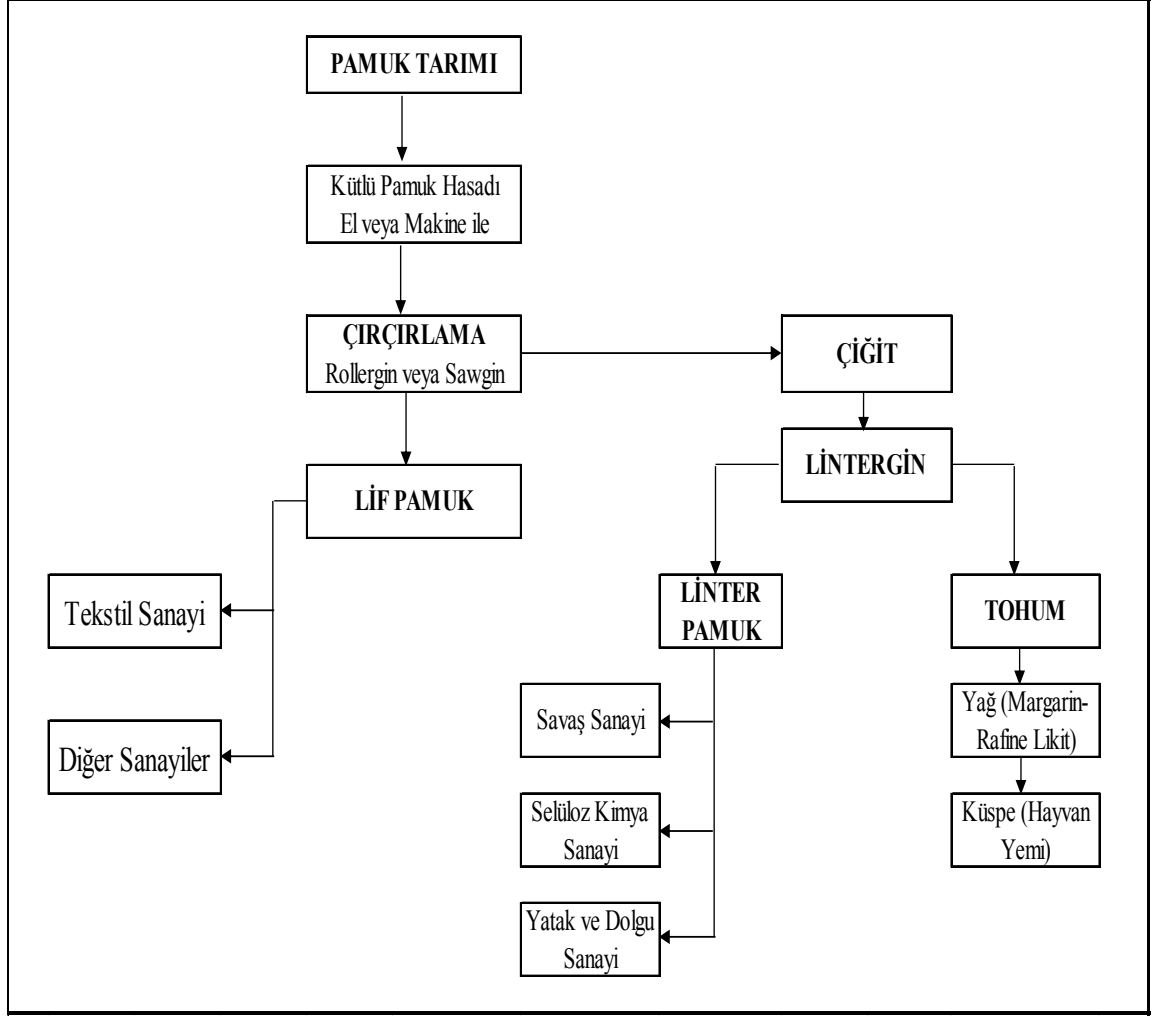 PAMUK TARIMI
Kütlü Pamuk Hasadı
El veya Makine ile
ÇIRÇIRLAMA
Rollergin veya Sawgin
ÇİĞİT
LİNTERGİN
LİF PAMUK
Tekstil Sanayi
Diğer Sanayiler
LİNTER
PAMUK
Savaş Sanayi
Selüloz Kimya
Sanayi
Yatak ve Dolgu
Sanayi
TOHUM
Yağ (Margarin-
Rafine Likit)
Küspe (Hayvan
Yemi)